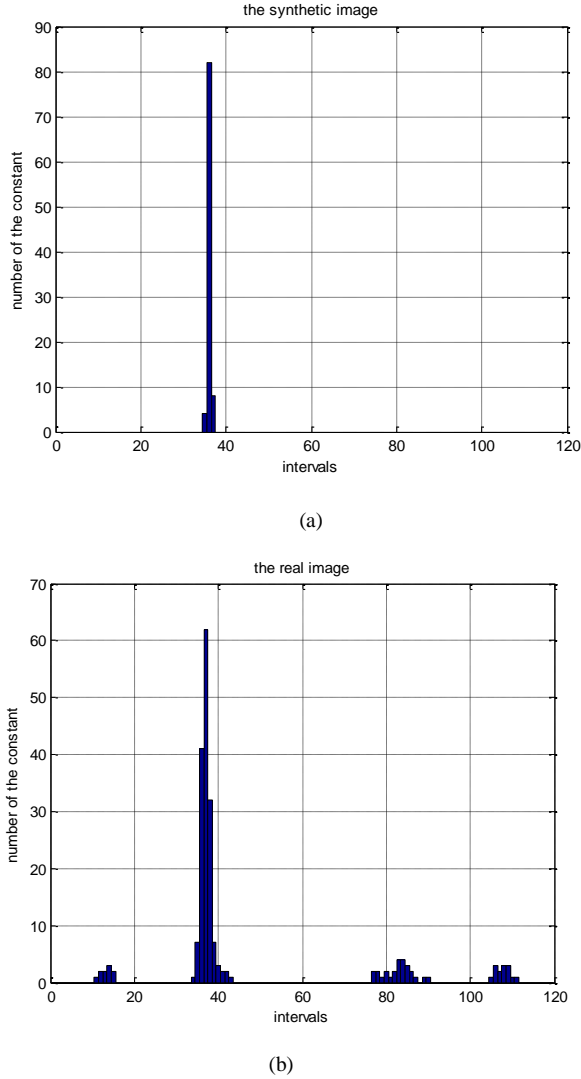 the synthetic image
90
80
70
60
50
40
30
20
10
0
0 20 40 60 80 100 120
number of the constant
intervals
(a)
the real image
70
60
50
40
30
20
10
0
0 20 40 60 80 100 120
number of the constant
intervals
(b)